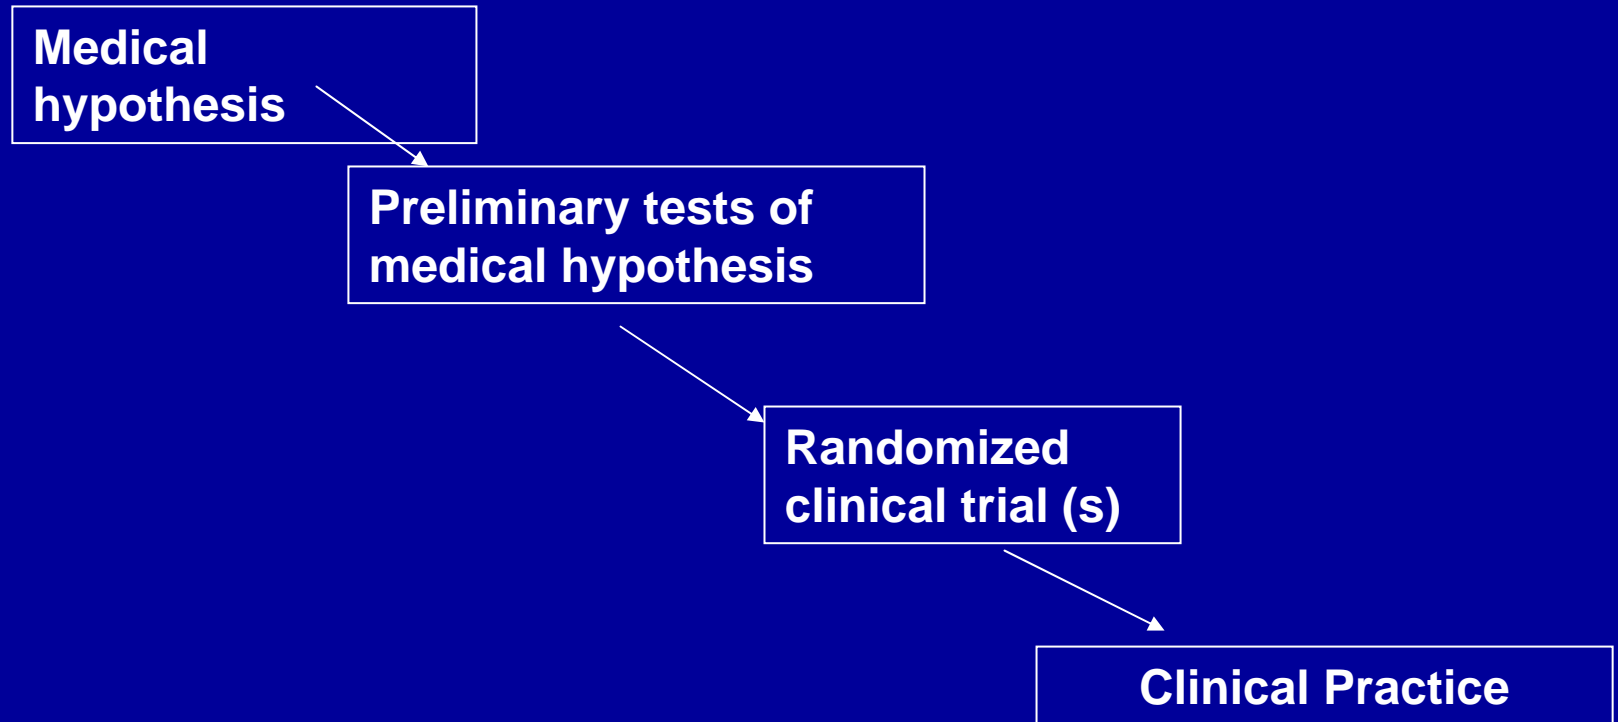 Medical
hypothesis
Preliminary tests of
medical hypothesis
Randomized
clinical trial (s)
Clinical Practice